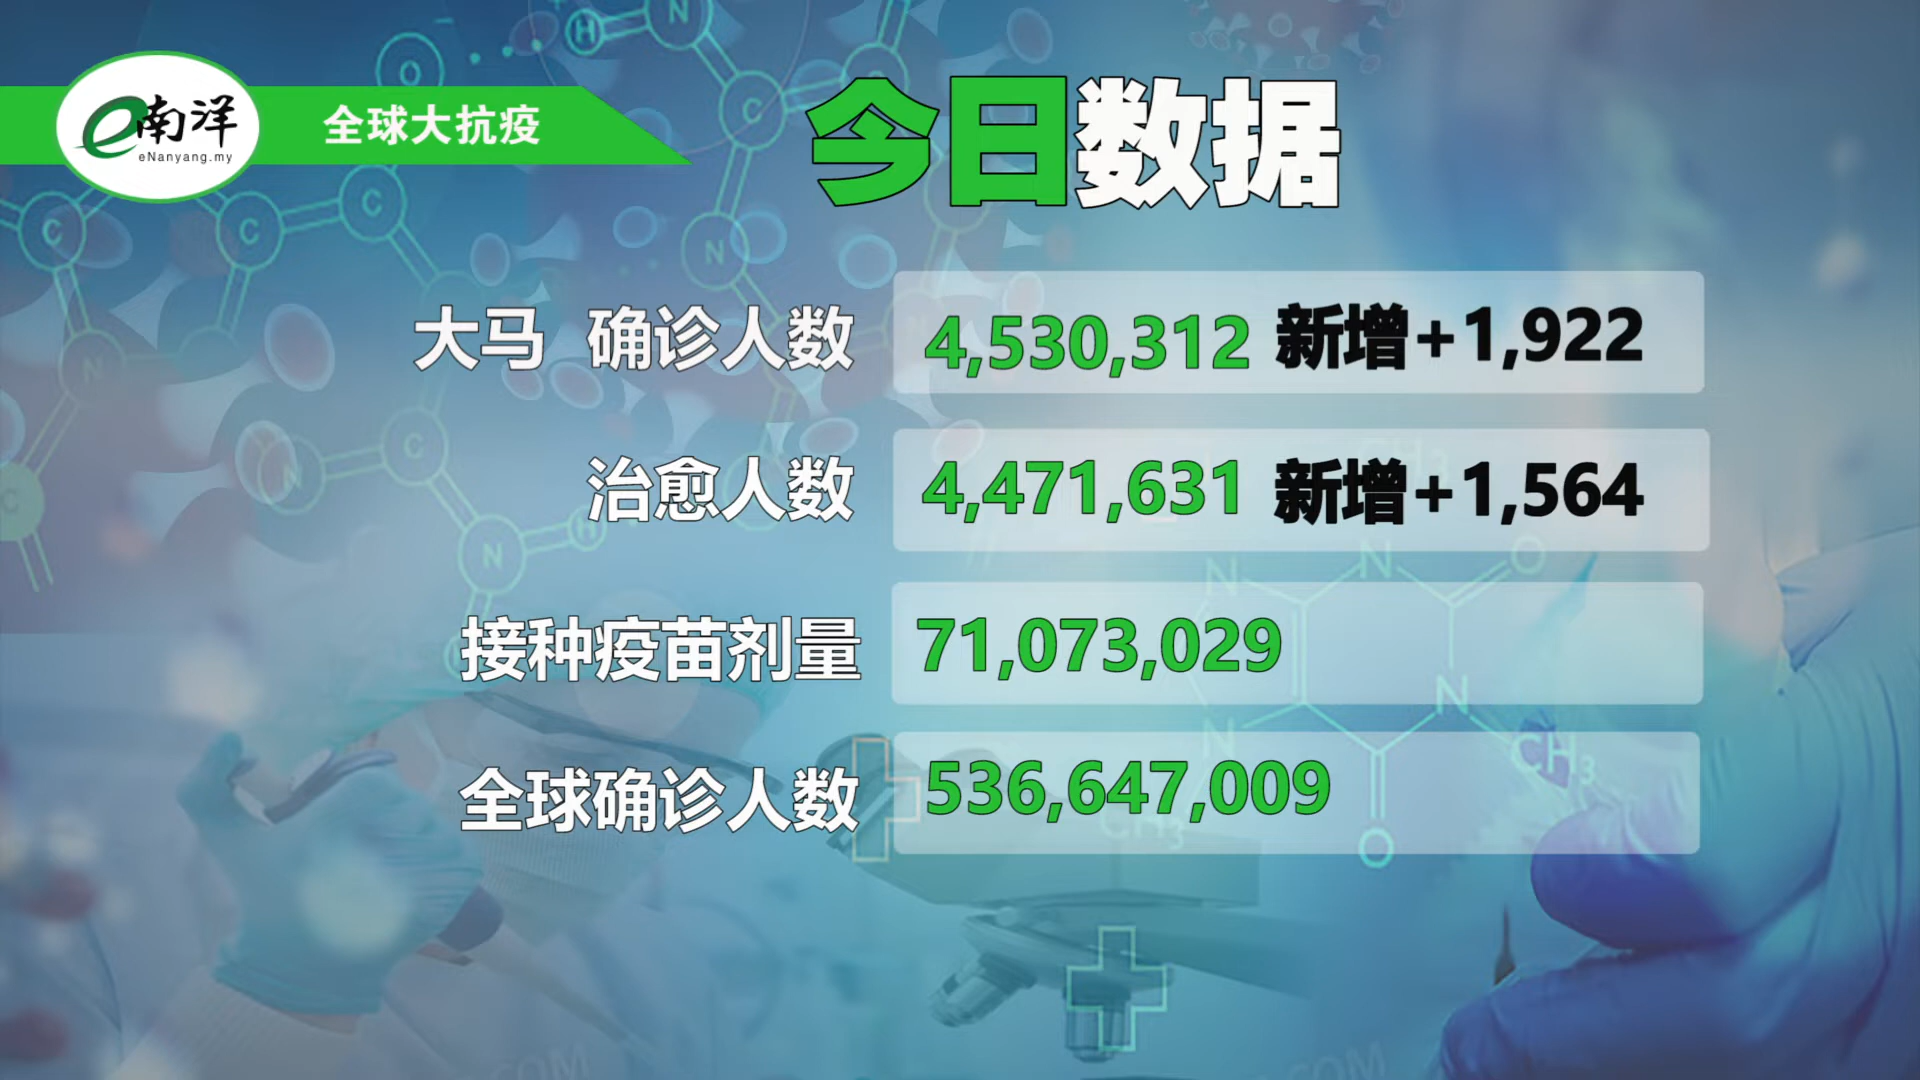 e南洋
eNanyang.my
全球大抗疫
今日数据
大马 确诊人数 4,530,312 新增+1,922
治愈人数 4,471,631 新增+1,564
接种疫苗剂量 71,073,029
全球确诊人数 536,647,009